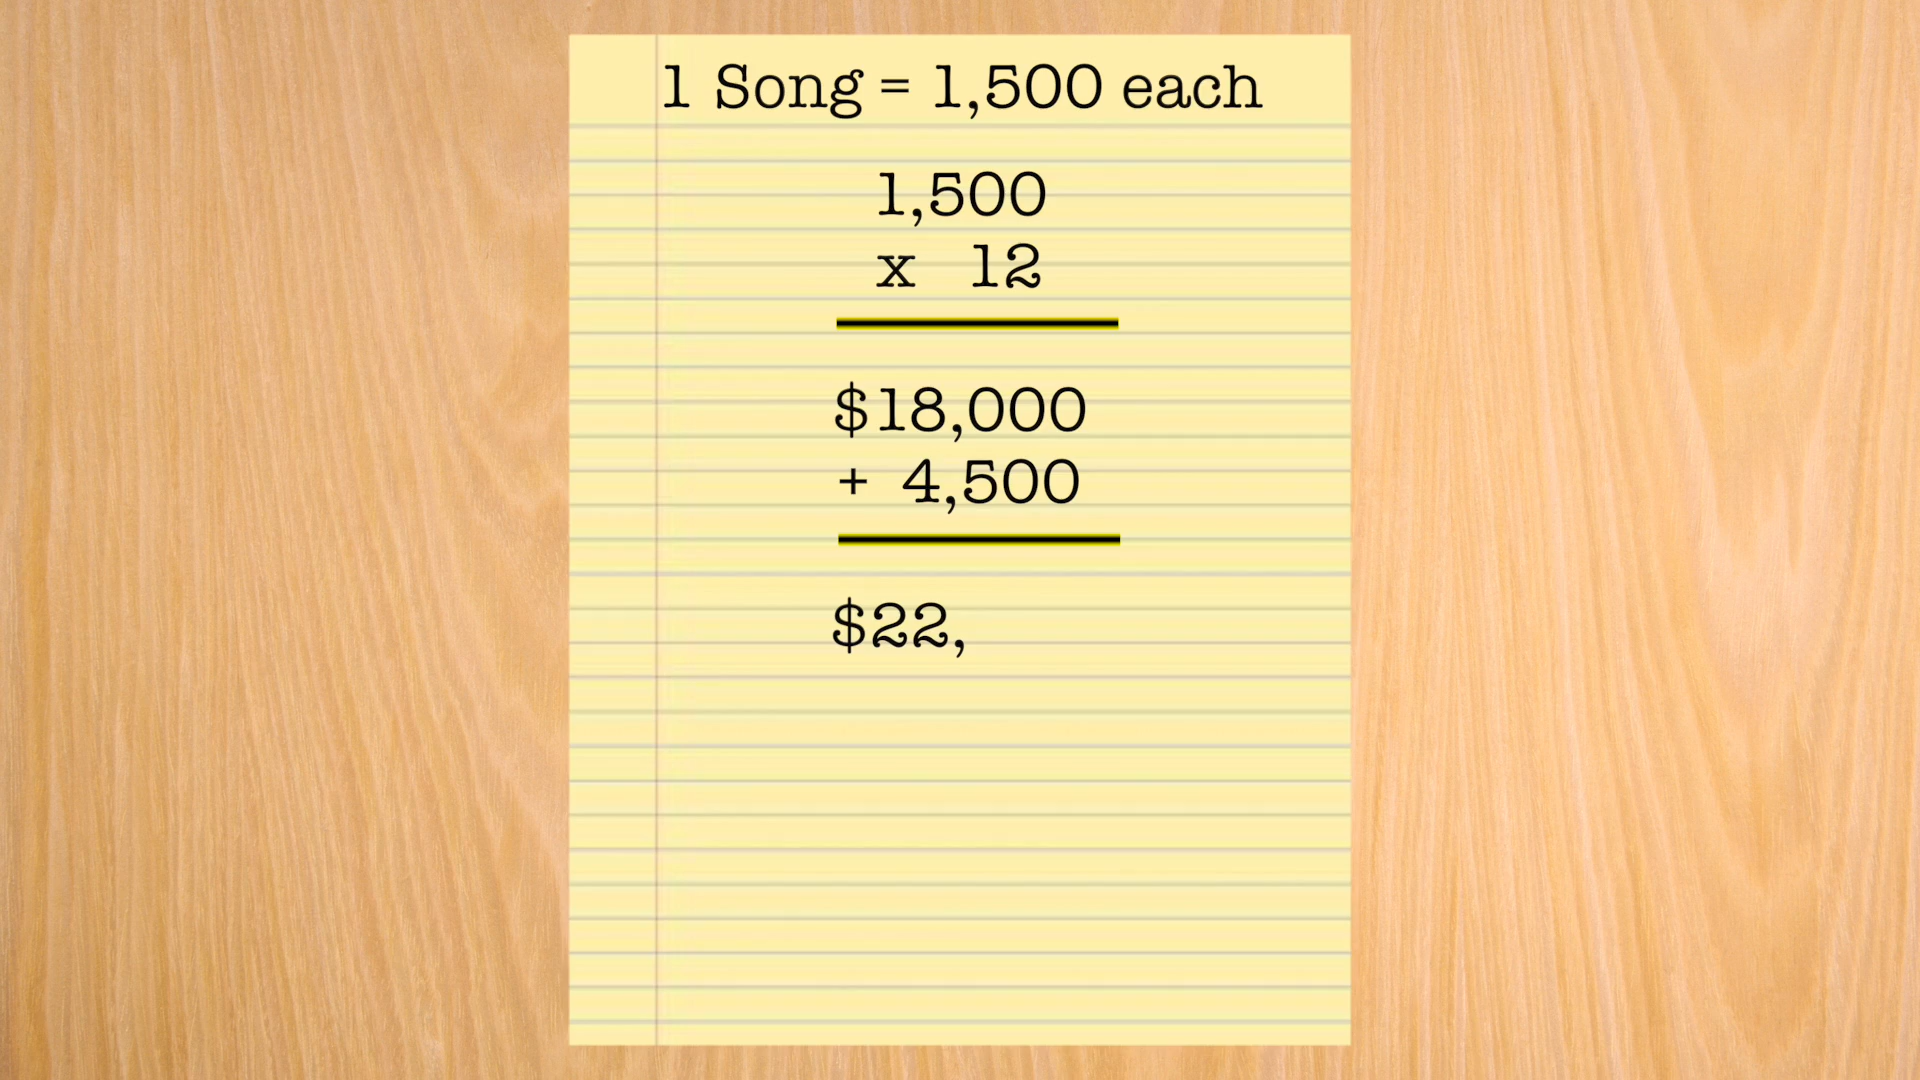 1 Song = 1,500 each
1,500
x 12
$18,000
+ 4,500
$22,